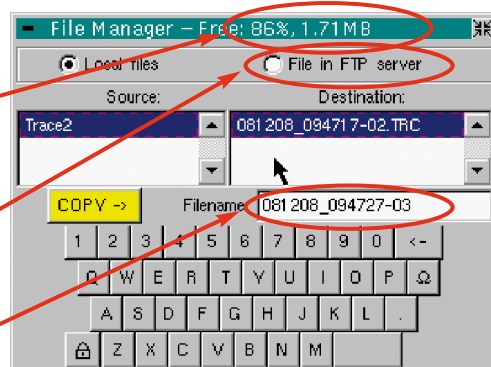 File Manager – Free: 86%, 1.71MB
Local files File in FTP server
Source: Destination:
Trace2 081208_094717-02.TRC
COPY -> Filename: 081208_094727-03
1 2 3 4 5 6 7 8 9 0 <-
Q W E R T Y U I O P Ω
A S D F G H J K L .
Z X C V B N M